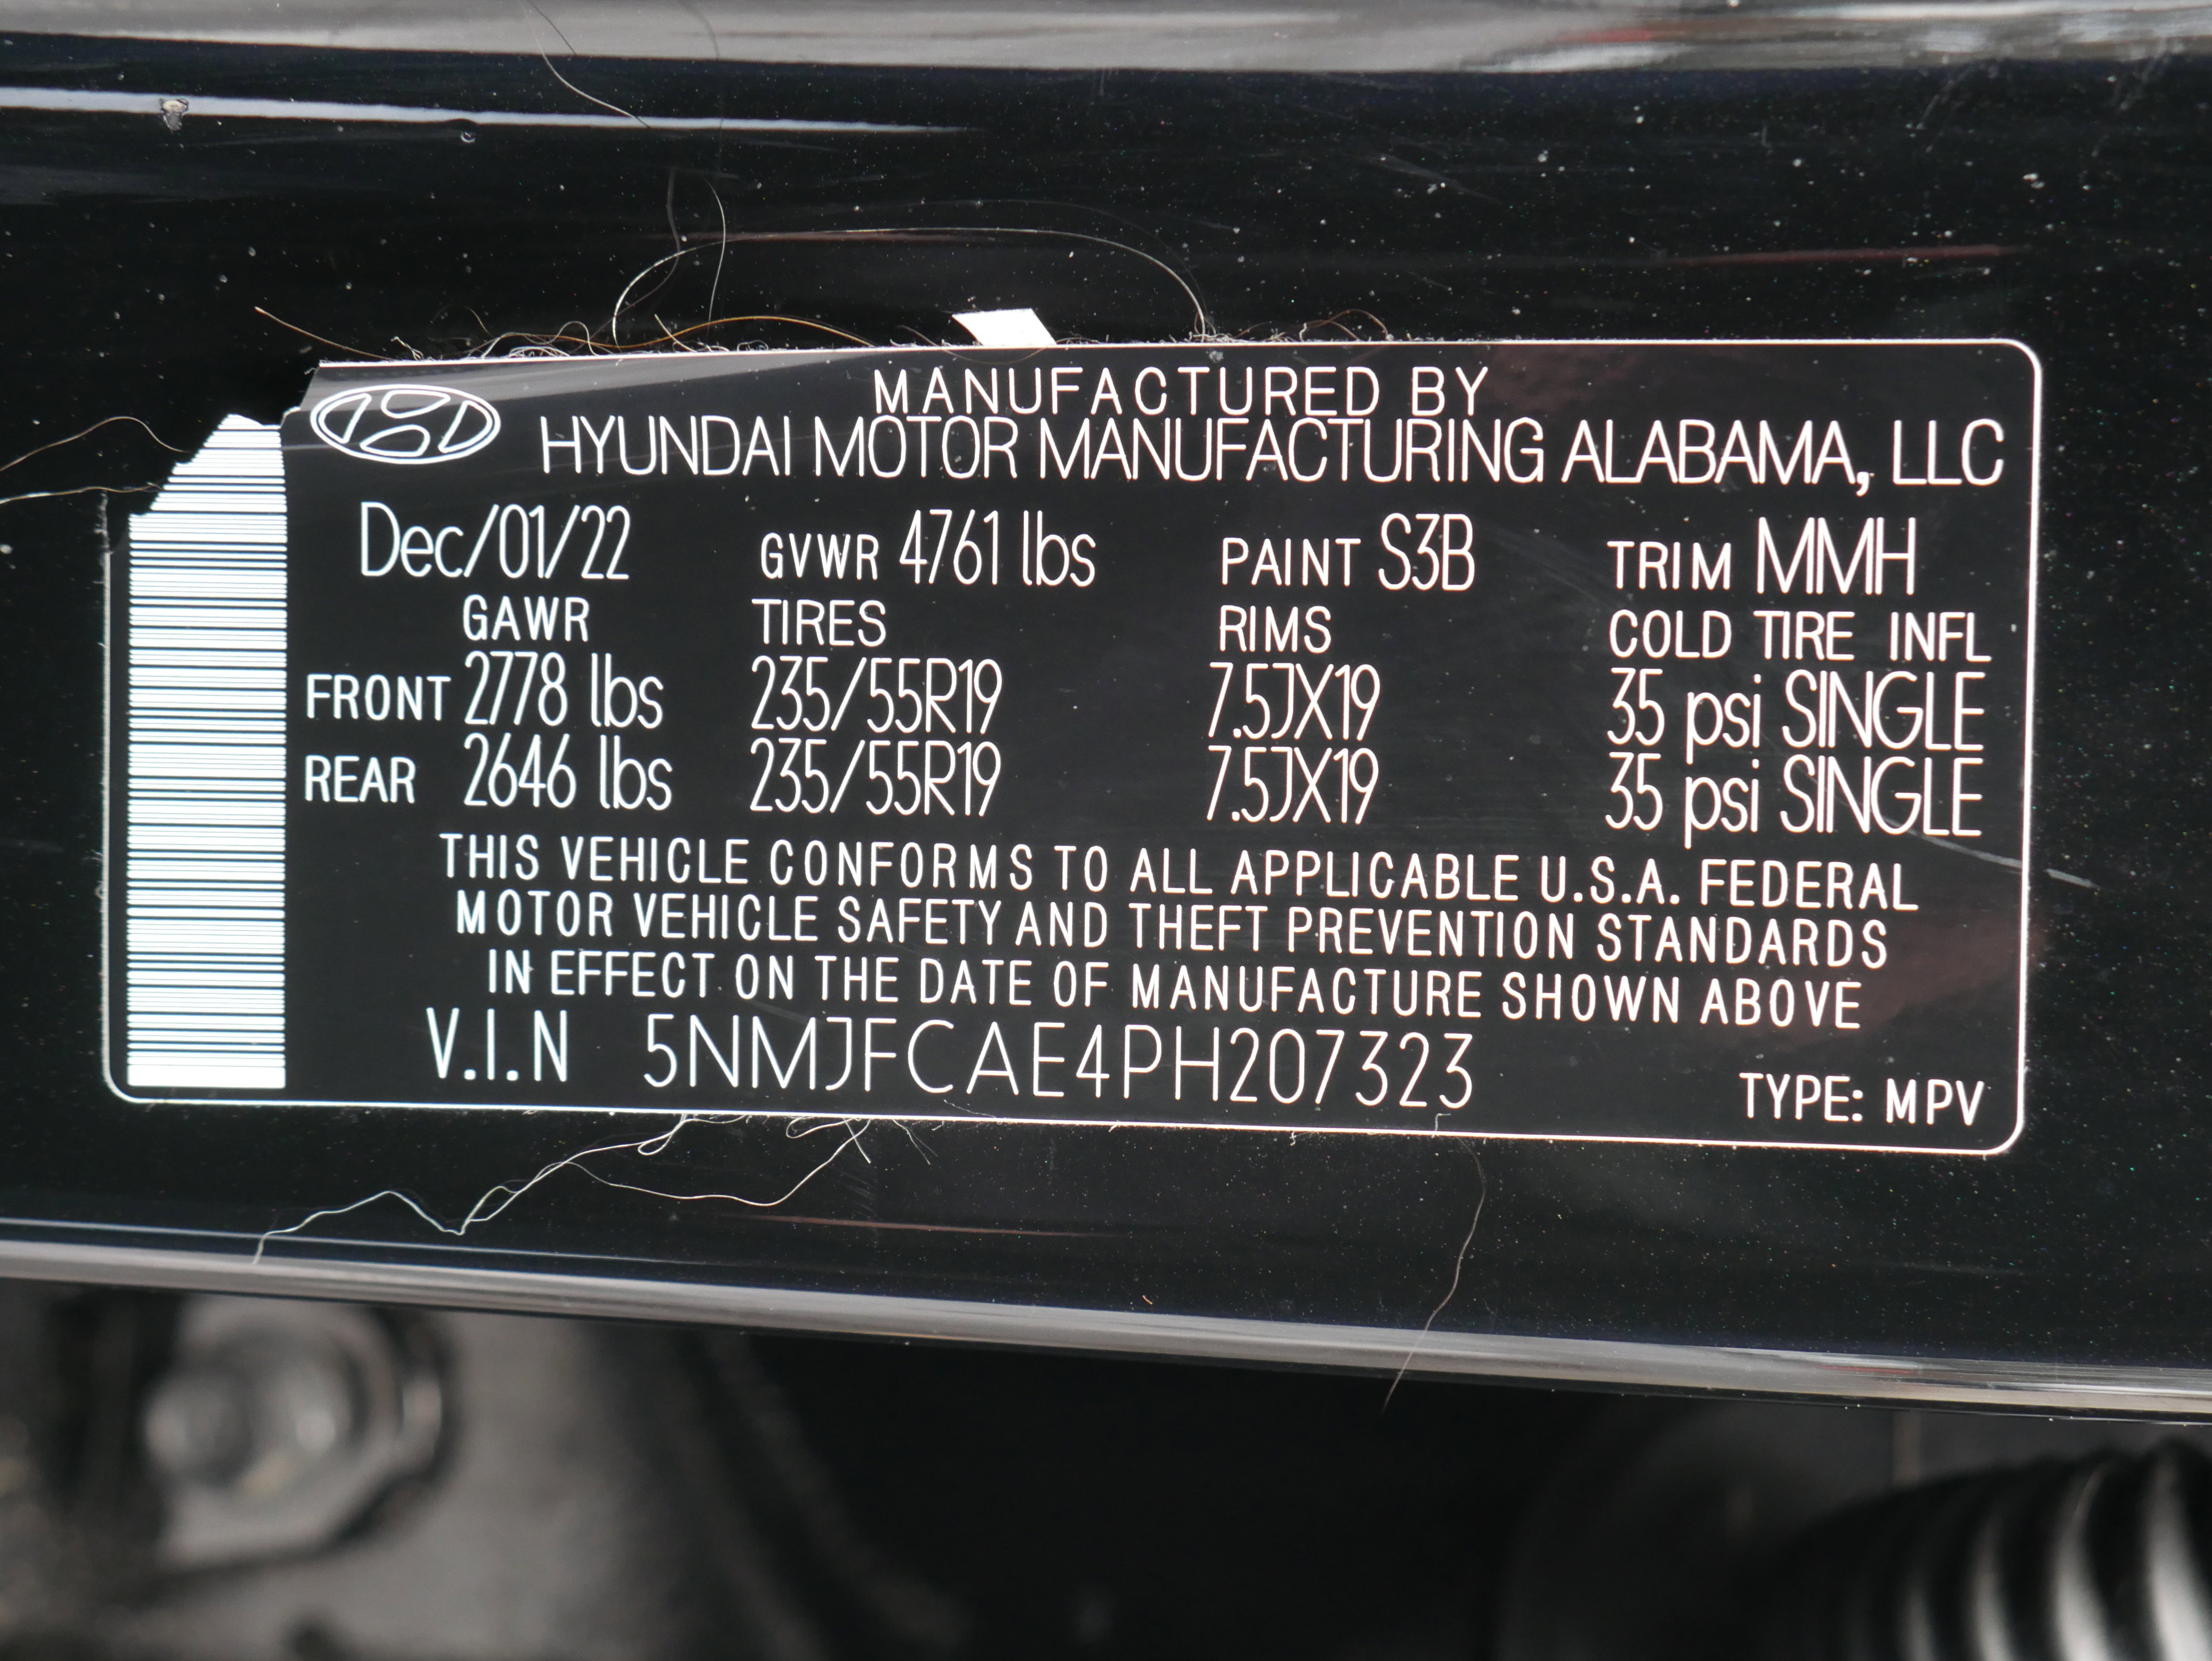 MANUFACTURED BY
HYUNDAI MOTOR MANUFACTURING ALABAMA, LLC
Dec/01/22 GVWR 4761 lbs PAINT S3B TRIM MMH
GAWR TIRES RIMS COLD TIRE INFL
FRONT 2778 lbs 235/55R19 7.5JX19 35 psi SINGLE
REAR 2646 lbs 235/55R19 7.5JX19 35 psi SINGLE
THIS VEHICLE CONFORMS TO ALL APPLICABLE U.S.A. FEDERAL
MOTOR VEHICLE SAFETY AND THEFT PREVENTION STANDARDS
IN EFFECT ON THE DATE OF MANUFACTURE SHOWN ABOVE
V.I.N 5NMJFCAE4PH207323
TYPE: MPV